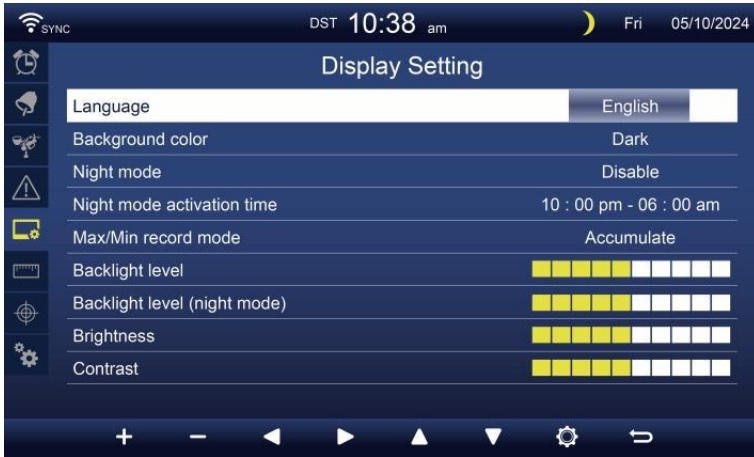 SYNC DST 10:38 am Fri 05/10/2024
Display Setting
Language English
Background color Dark
Night mode Disable
Night mode activation time 10 : 00 pm - 06 : 00 am
Max/Min record mode Accumulate
Backlight level
Backlight level (night mode)
Brightness
Contrast